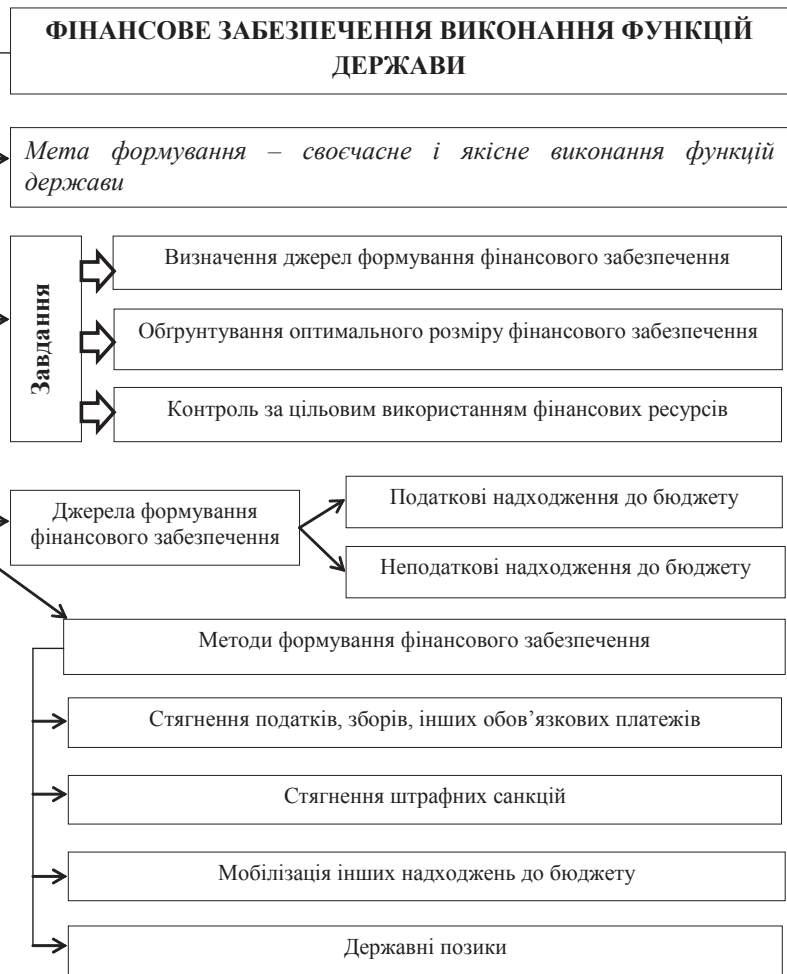 ФІНАНСОВЕ ЗАБЕЗПЕЧЕННЯ ВИКОНАННЯ ФУНКЦІЙ
ДЕРЖАВИ
Мета формування – своєчасне і якісне виконання функцій
держави
Завдання
Визначення джерел формування фінансового забезпечення
Обґрунтування оптимального розміру фінансового забезпечення
Контроль за цільовим використанням фінансових ресурсів
Джерела формування
фінансового забезпечення
Податкові надходження до бюджету
Неподаткові надходження до бюджету
Методи формування фінансового забезпечення
Стягнення податків, зборів, інших обов’язкових платежів
Стягнення штрафних санкцій
Мобілізація інших надходжень до бюджету
Державні позики